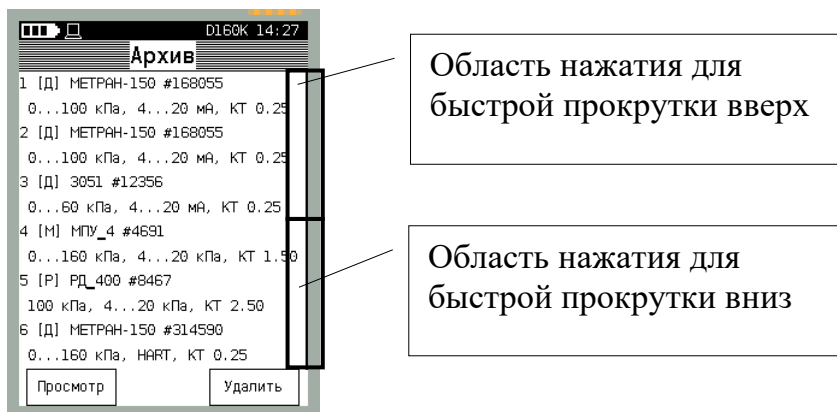 D160K 14:27
Архив
1 [Д] МЕТРАН-150 #168055
0...100 кПа, 4...20 мА, КТ 0.25
2 [Д] МЕТРАН-150 #168055
0...100 кПа, 4...20 мА, КТ 0.25
3 [Д] 3051 #12356
0...60 кПа, 4...20 мА, КТ 0.25
4 [М] МПУ_4 #4691
0...160 кПа, 4...20 кПа, КТ 1.50
5 [Р] РД_400 #8467
100 кПа, 4...20 кПа, КТ 2.50
6 [Д] МЕТРАН-150 #314590
0...160 кПа, HART, КТ 0.25
Просмотр Удалить
Область нажатия для
быстрой прокрутки вверх
Область нажатия для
быстрой прокрутки вниз